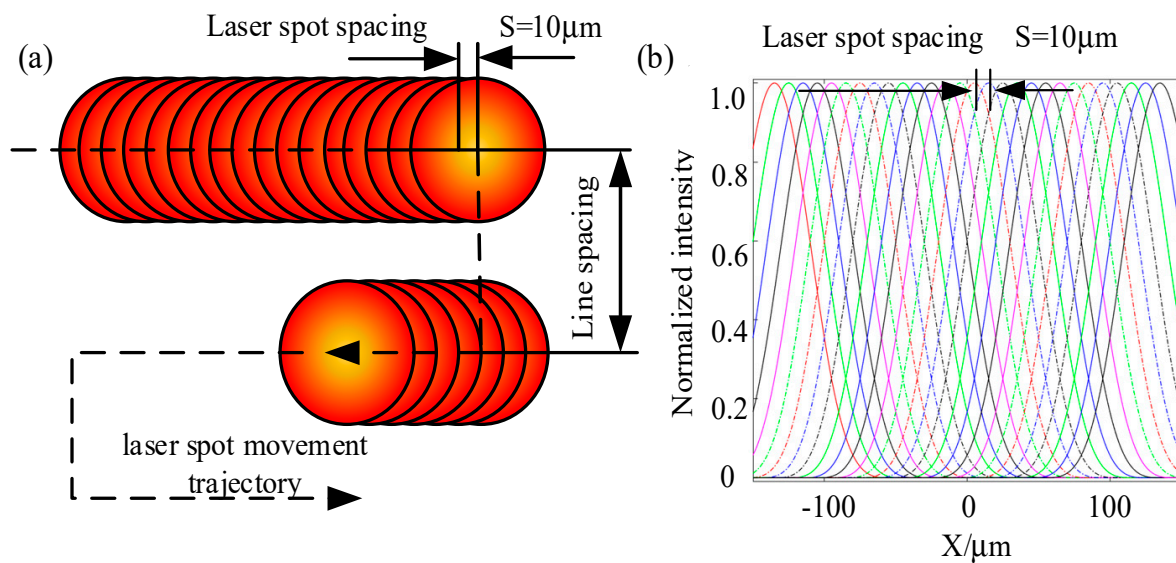 (a)
Laser spot spacing
S=10μm
Line spacing
laser spot movement
trajectory
(b)
Laser spot spacing
S=10μm
Normalized intensity
1.0
0.8
0.6
0.4
0.2
0
-100
0
100
X/μm